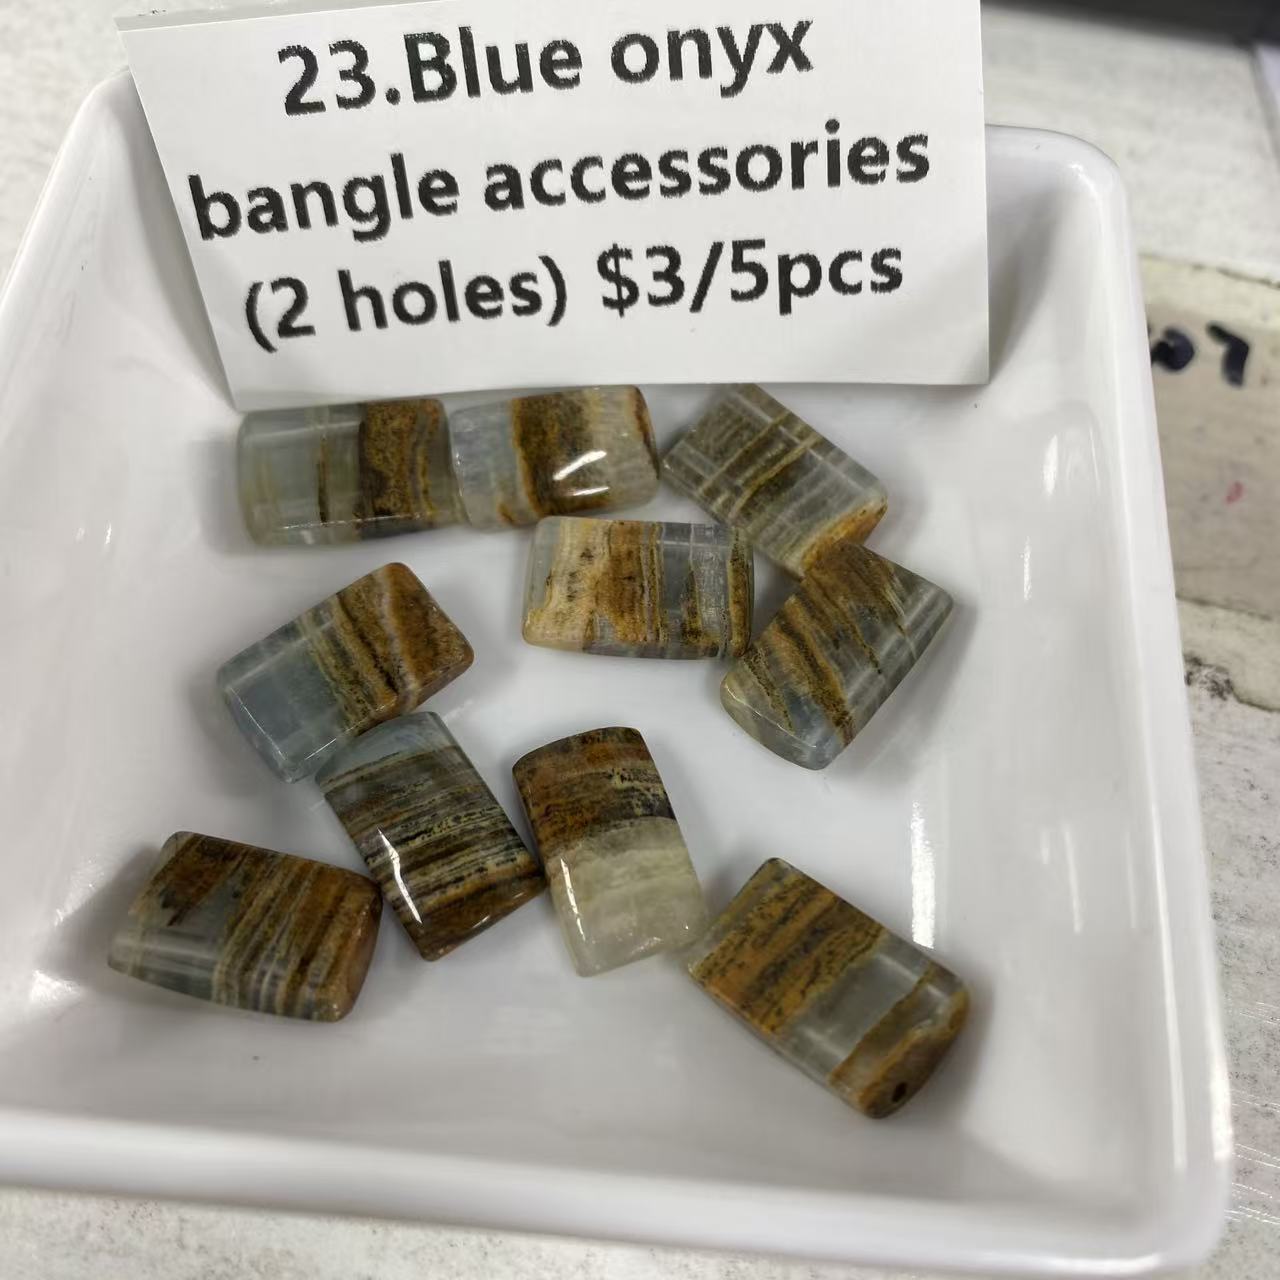 23.Blue onyx
bangle accessories
(2 holes) $3/5pcs